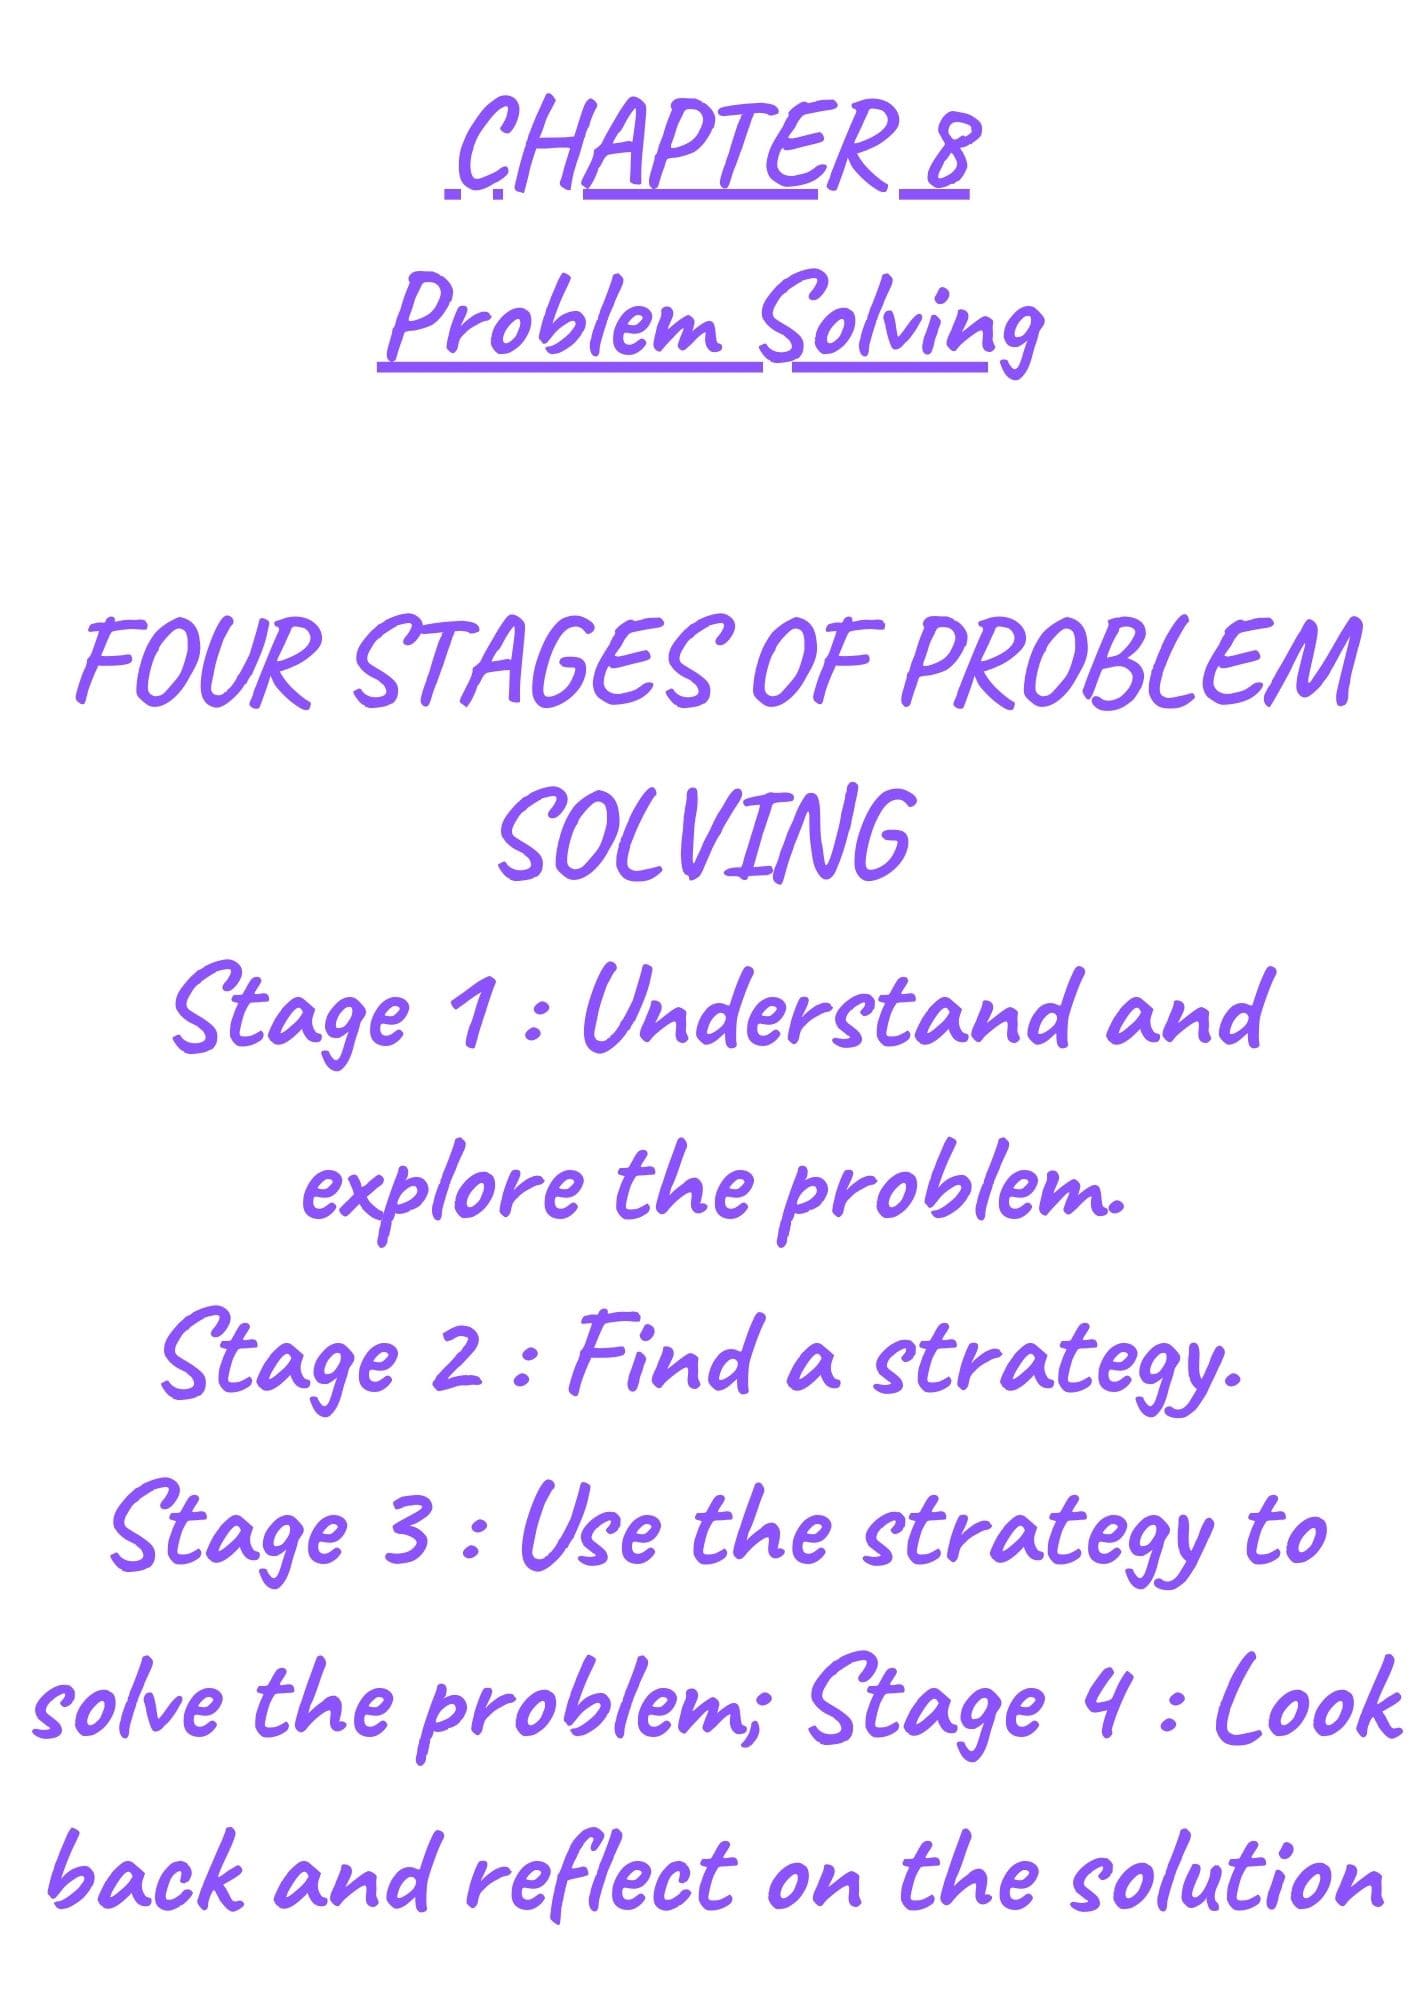 CHAPTER 8
Problem Solving
FOUR STAGES OF PROBLEM
SOLVING
Stage 1 : Understand and
explore the problem.
Stage 2 : Find a strategy.
Stage 3 : Use the strategy to
solve the problem; Stage 4 : Look
back and reflect on the solution